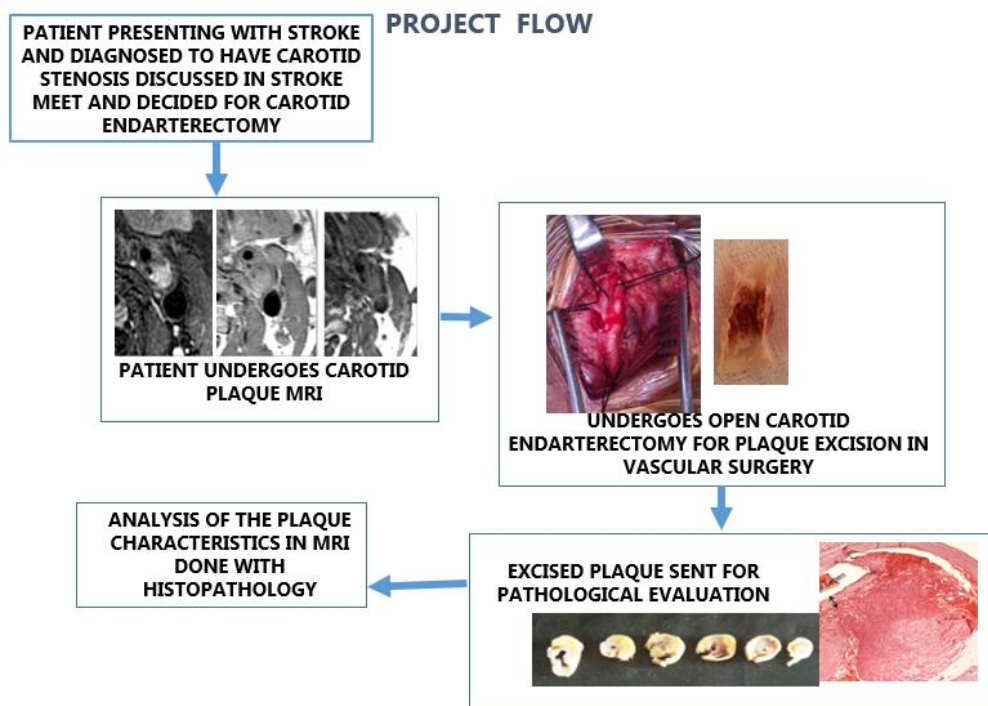 PROJECT FLOW
PATIENT PRESENTING WITH STROKE
AND DIAGNOSED TO HAVE CAROTID
STENOSIS DISCUSSED IN STROKE
MEET AND DECIDED FOR CAROTID
ENDARTERECTOMY
PATIENT UNDERGOES CAROTID
PLAQUE MRI
UNDERGOES OPEN CAROTID
ENDARTERECTOMY FOR PLAQUE EXCISION IN
VASCULAR SURGERY
EXCISED PLAQUE SENT FOR
PATHOLOGICAL EVALUATION
ANALYSIS OF THE PLAQUE
CHARACTERISTICS IN MRI
DONE WITH
HISTOPATHOLOGY